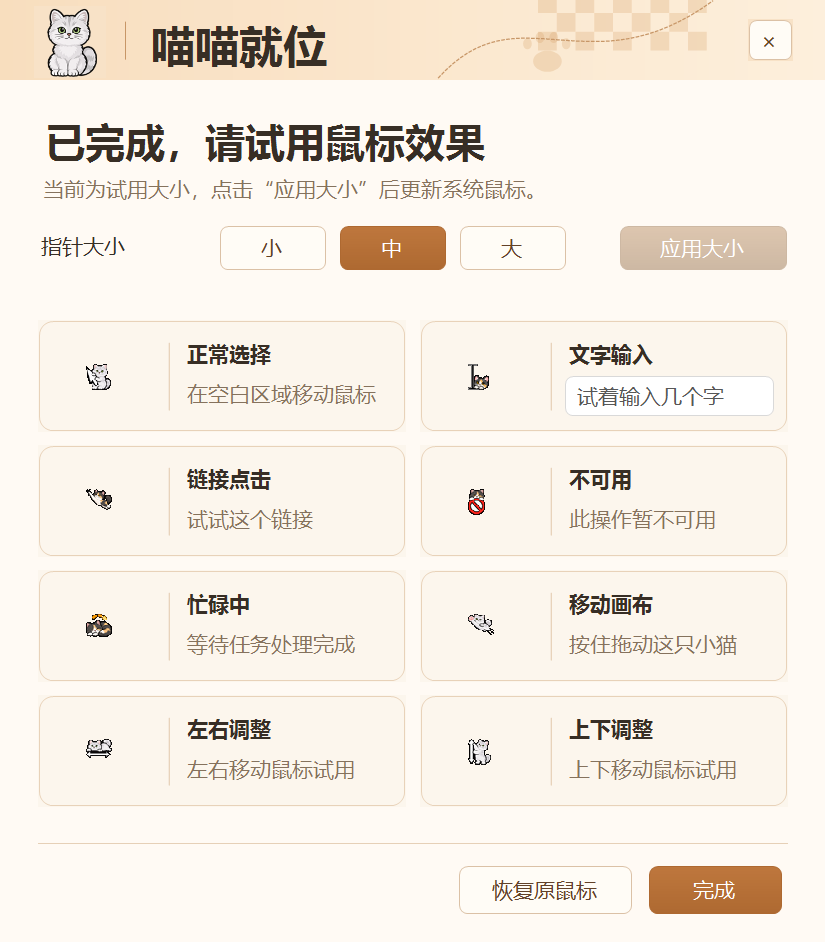 喵喵就位
×
已完成，请试用鼠标效果
当前为试用大小，点击“应用大小”后更新系统鼠标。
指针大小 小 中 大 应用大小
正常选择
在空白区域移动鼠标
文字输入
试着输入几个字
链接点击
试试这个链接
不可用
此操作暂不可用
忙碌中
等待任务处理完成
移动画布
按住拖动这只小猫
左右调整
左右移动鼠标试用
上下调整
上下移动鼠标试用
恢复原鼠标 完成